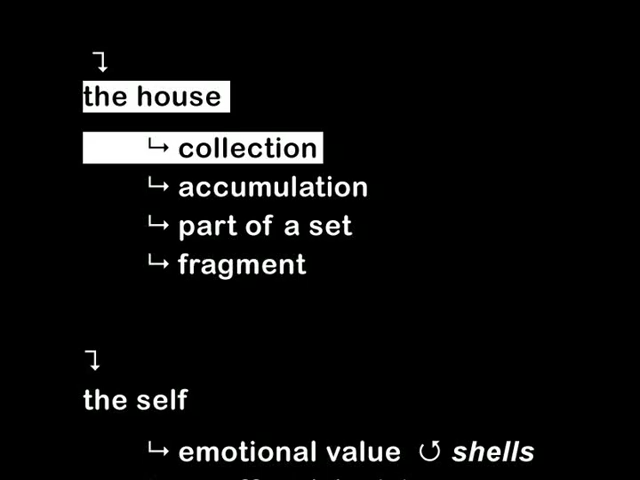 ↴
the house
↪ collection
↪ accumulation
↪ part of a set
↪ fragment
↴
the self
↪ emotional value ↺ shells